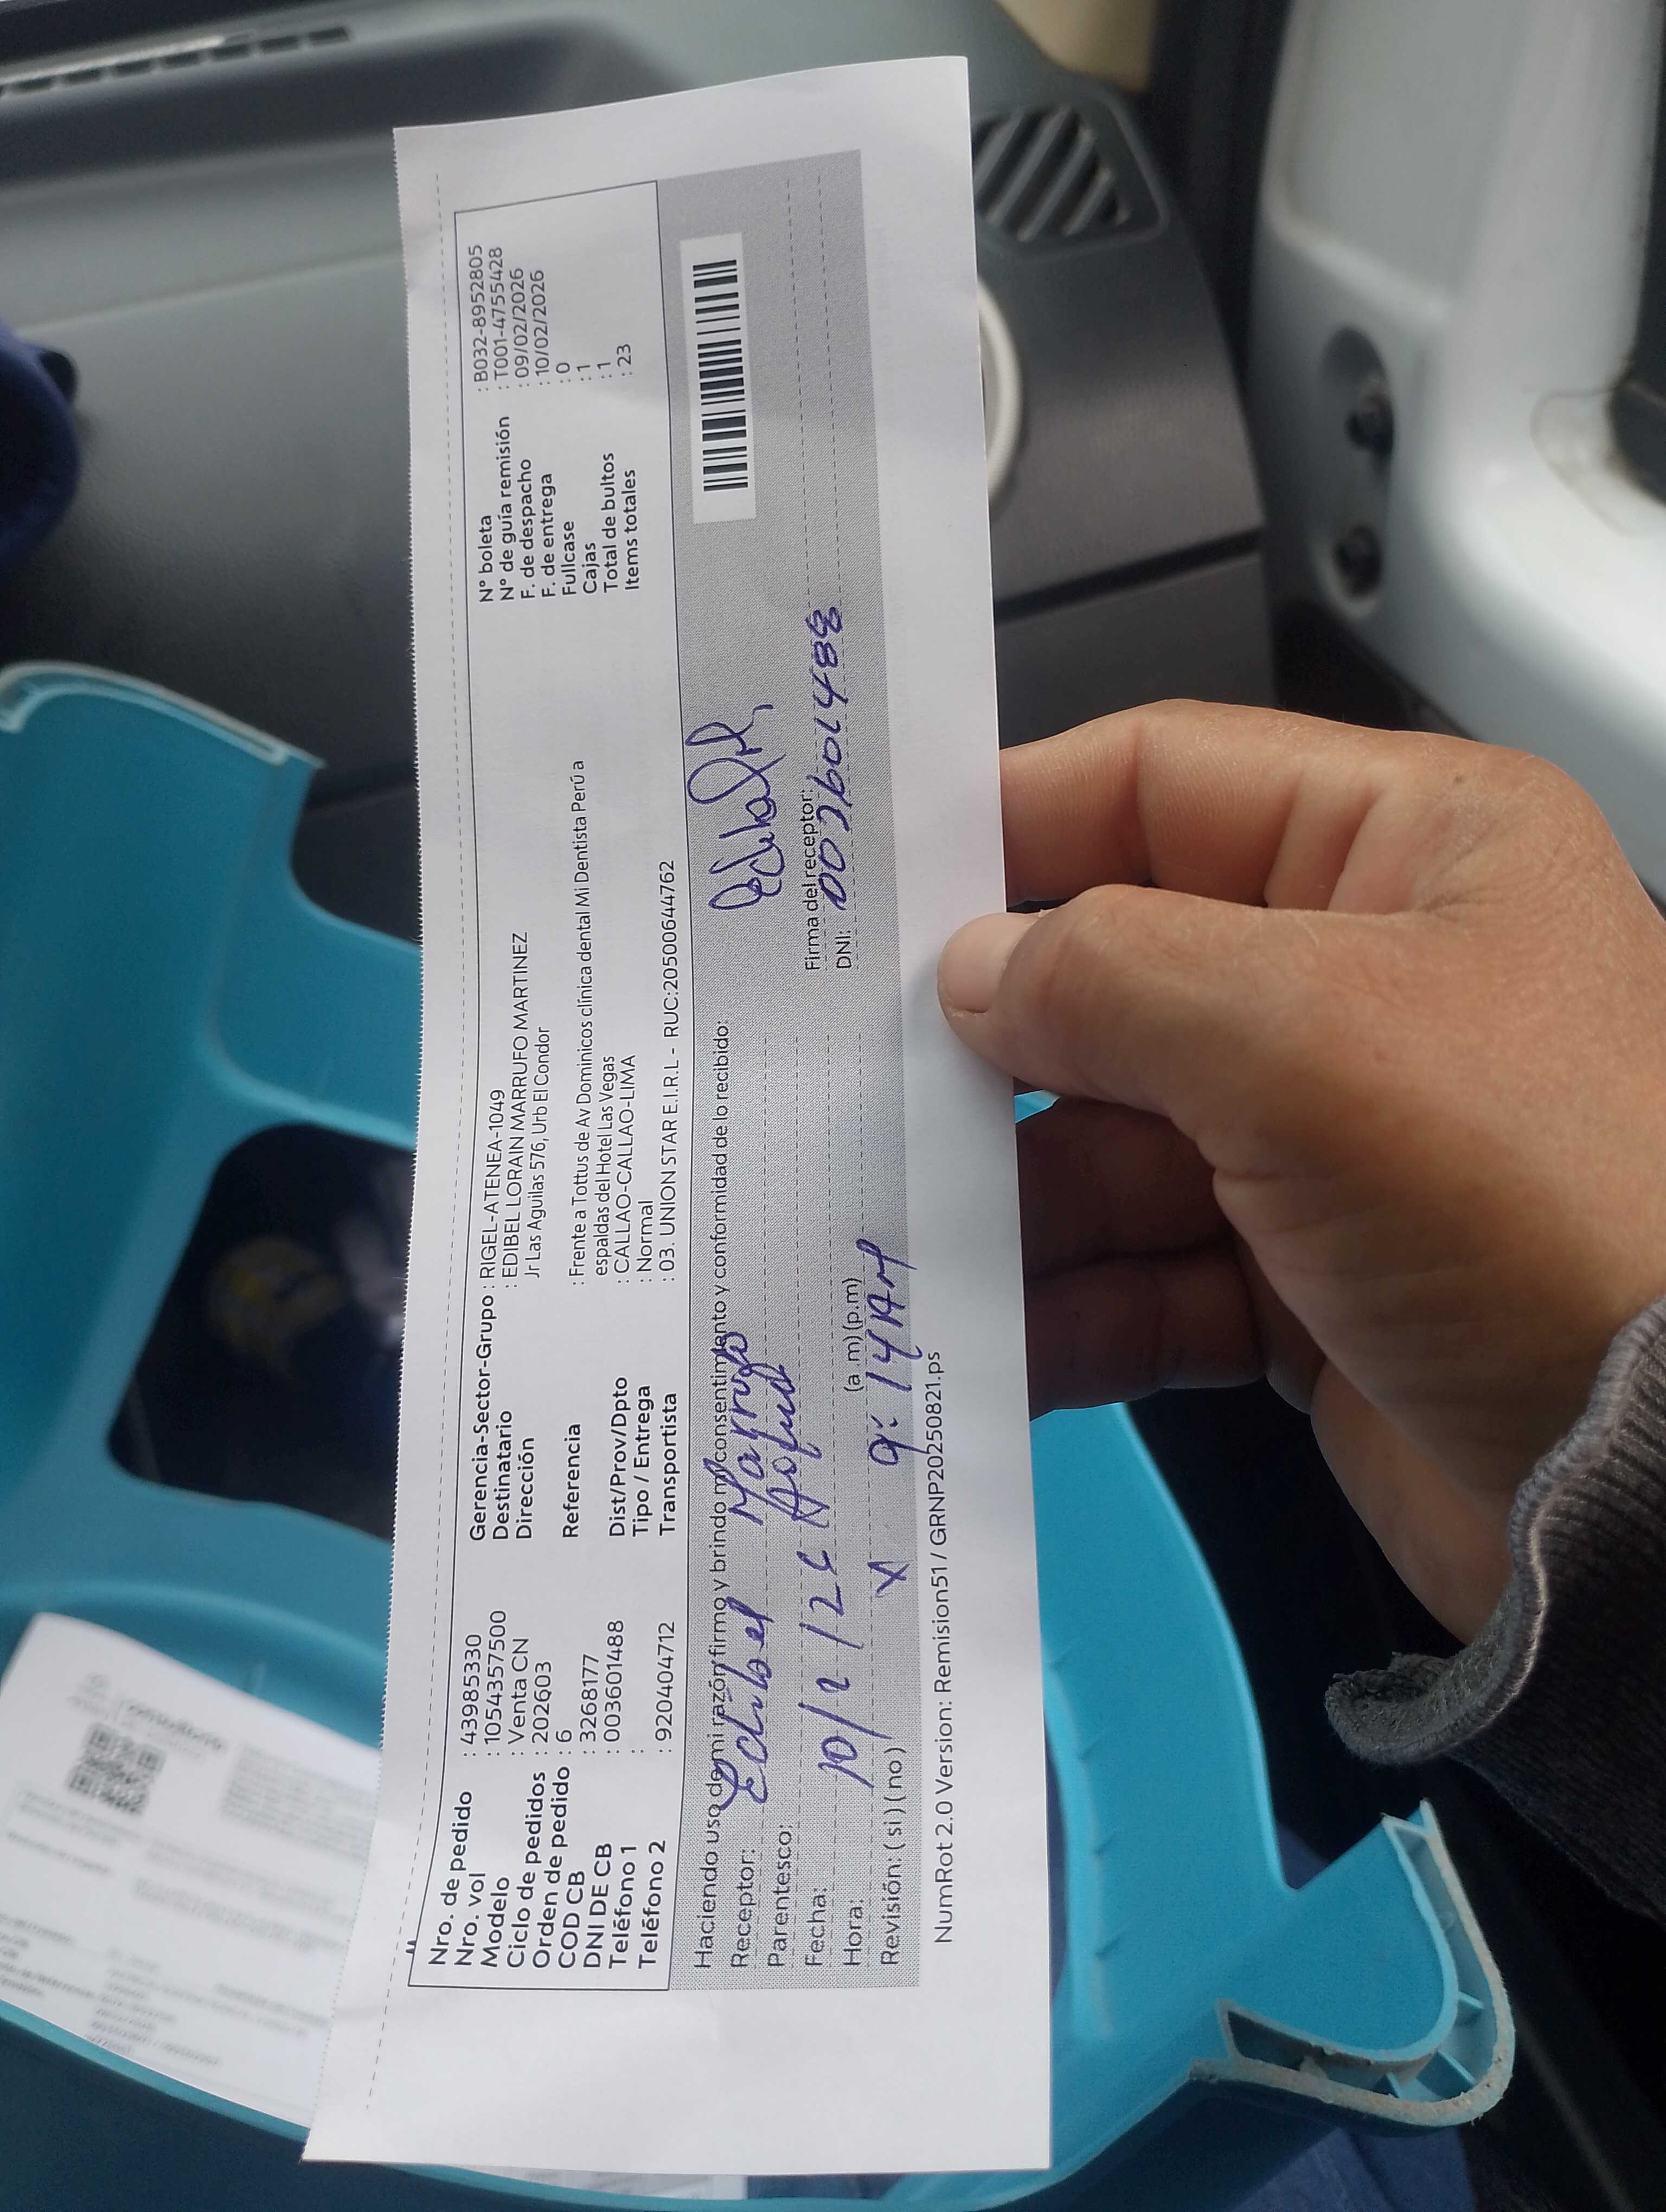 Nro. de pedido : 43985330
Nro. vol : 1054357500
Modelo : Venta CN
Ciclo de pedidos : 202603
Orden de pedido : 6
COD CB : 3268177
DNI DE CB : 003601488
Teléfono 1 :
Teléfono 2 : 920404712
Gerencia-Sector-Grupo : RIGEL-ATENEA-1049
Destinatario : EDIBEL LORAIN MARRUFO MARTINEZ
Dirección Jr Las Aguilas 576, Urb El Condor
Referencia : Frente a Tottus de Av Dominicos clínica dental Mi Dentista Perú a
espaldas del Hotel Las Vegas
Dist/Prov/Dpto : CALLAO-CALLAO-LIMA
Tipo / Entrega : Normal
Transportista : 03. UNION STAR E.I.R.L - RUC:20500644762
N° boleta : B032-8952805
N° de guía remisión : T001-4755428
F. de despacho : 09/02/2026
F. de entrega : 10/02/2026
Fullcase : 0
Cajas : 1
Total de bultos : 1
Items totales : 23
Haciendo uso de mi razón firmo y brindo mi consentimiento y conformidad de lo recibido:
Receptor: Edibel Marrufo
Parentesco:
Fecha: 10/2/26
Hora: (a.m) (p.m) 9:14 AM
Revisión: ( si ) ( no ) X
Firma del receptor:
DNI: 003601488
NumRot 2.0 Version: Remision51 / GRNP20250821.ps